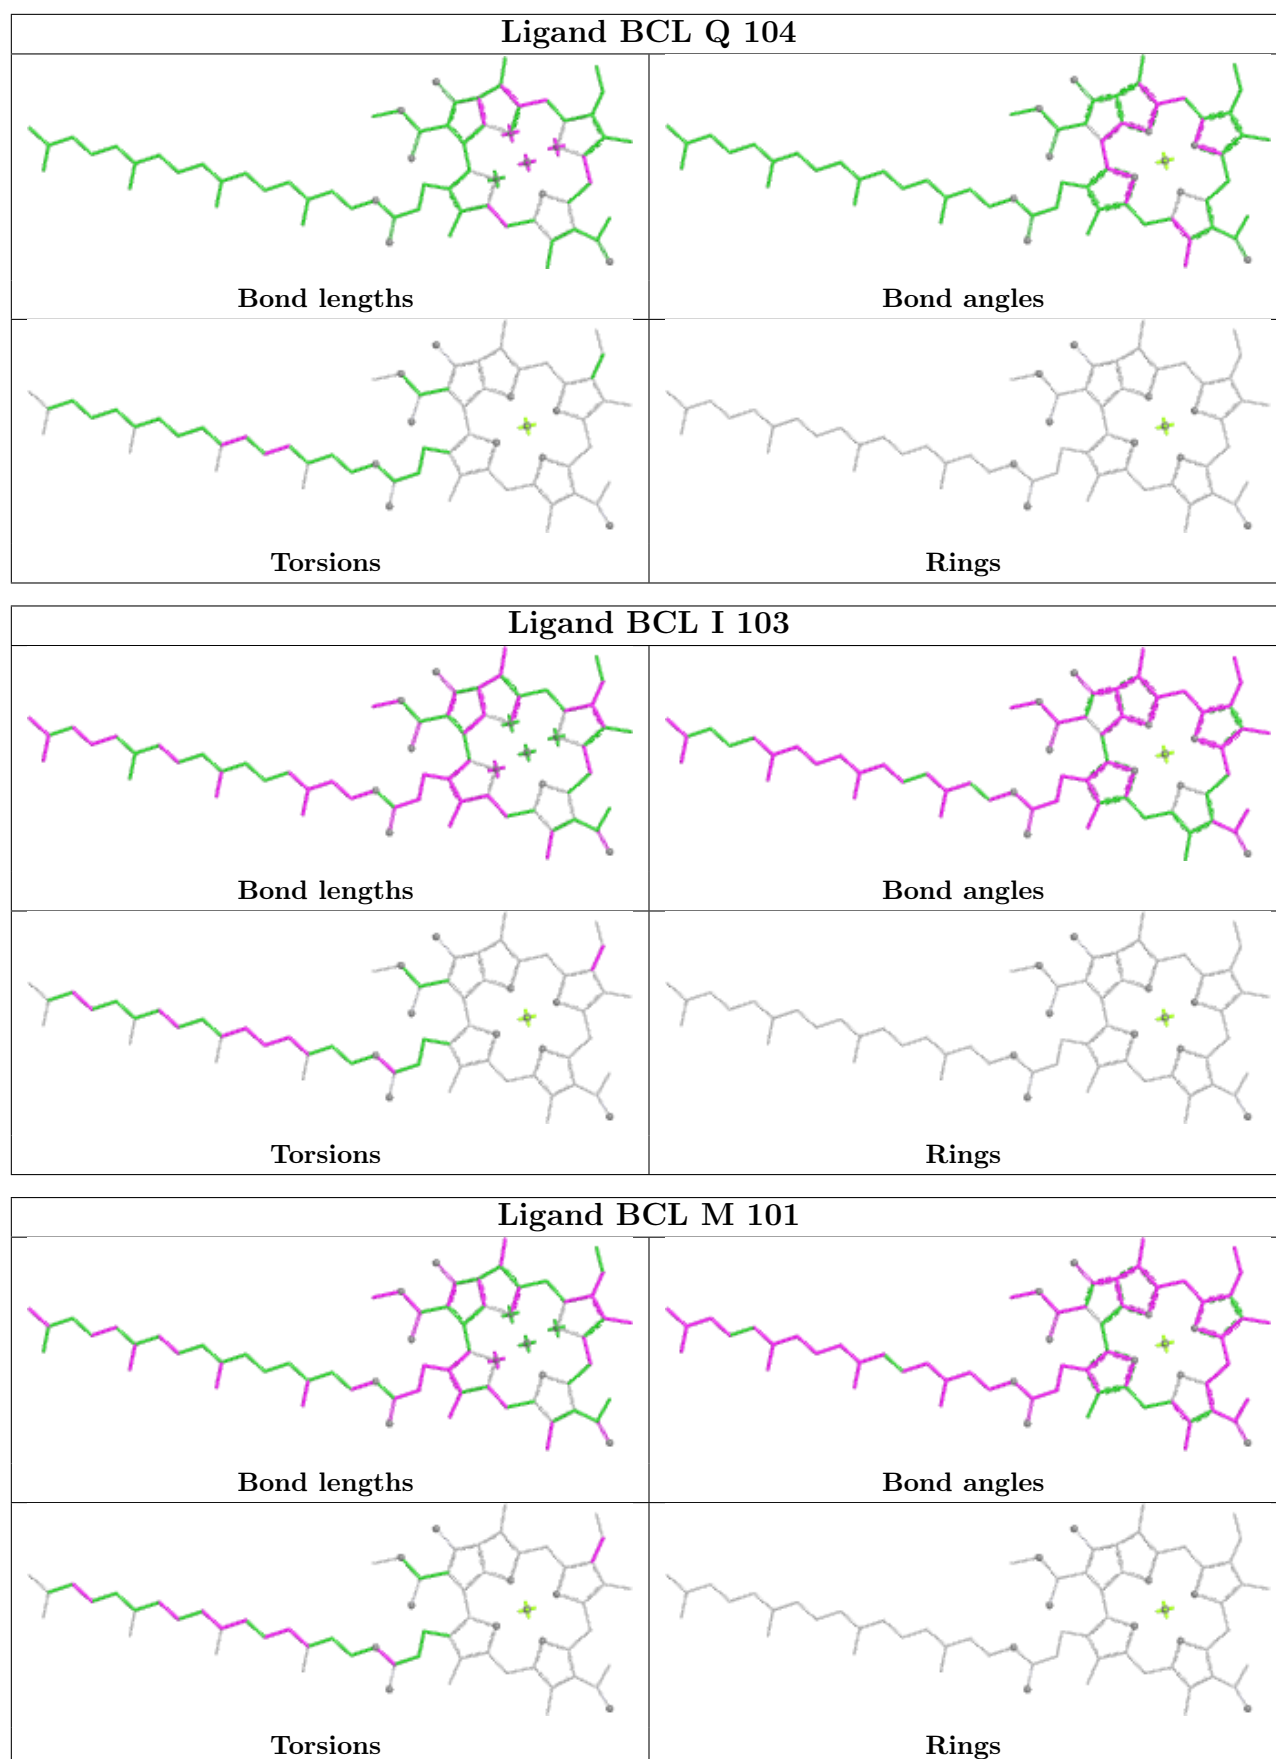 Ligand BCL Q 104
Bond lengths
Bond angles
Torsions
Rings
Ligand BCL I 103
Bond lengths
Bond angles
Torsions
Rings
Ligand BCL M 101
Bond lengths
Bond angles
Torsions
Rings